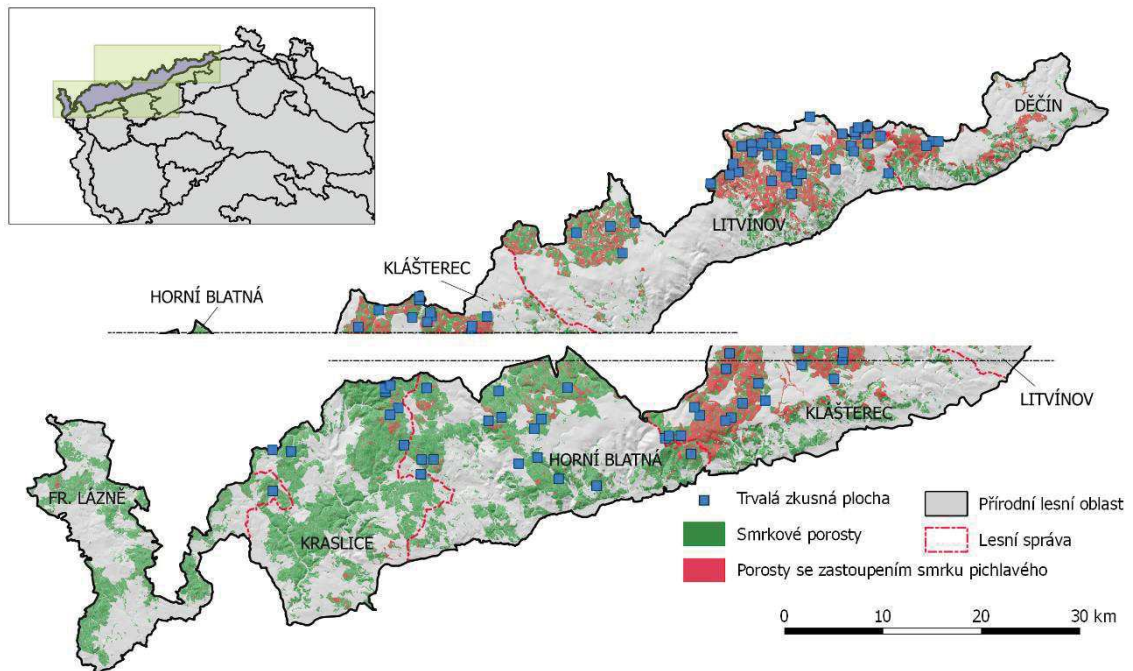 DĚČÍN
LITVÍNOV
KLÁŠTEREC
HORNÍ BLATNÁ
LITVÍNOV
KLÁŠTEREC
HORNÍ BLATNÁ
FR. LÁZNĚ
KRASLICE
Trvalá zkusná plocha
Přírodní lesní oblast
Smrkové porosty
Lesní správa
Porosty se zastoupením smrku pichlavého
0 10 20 30 km